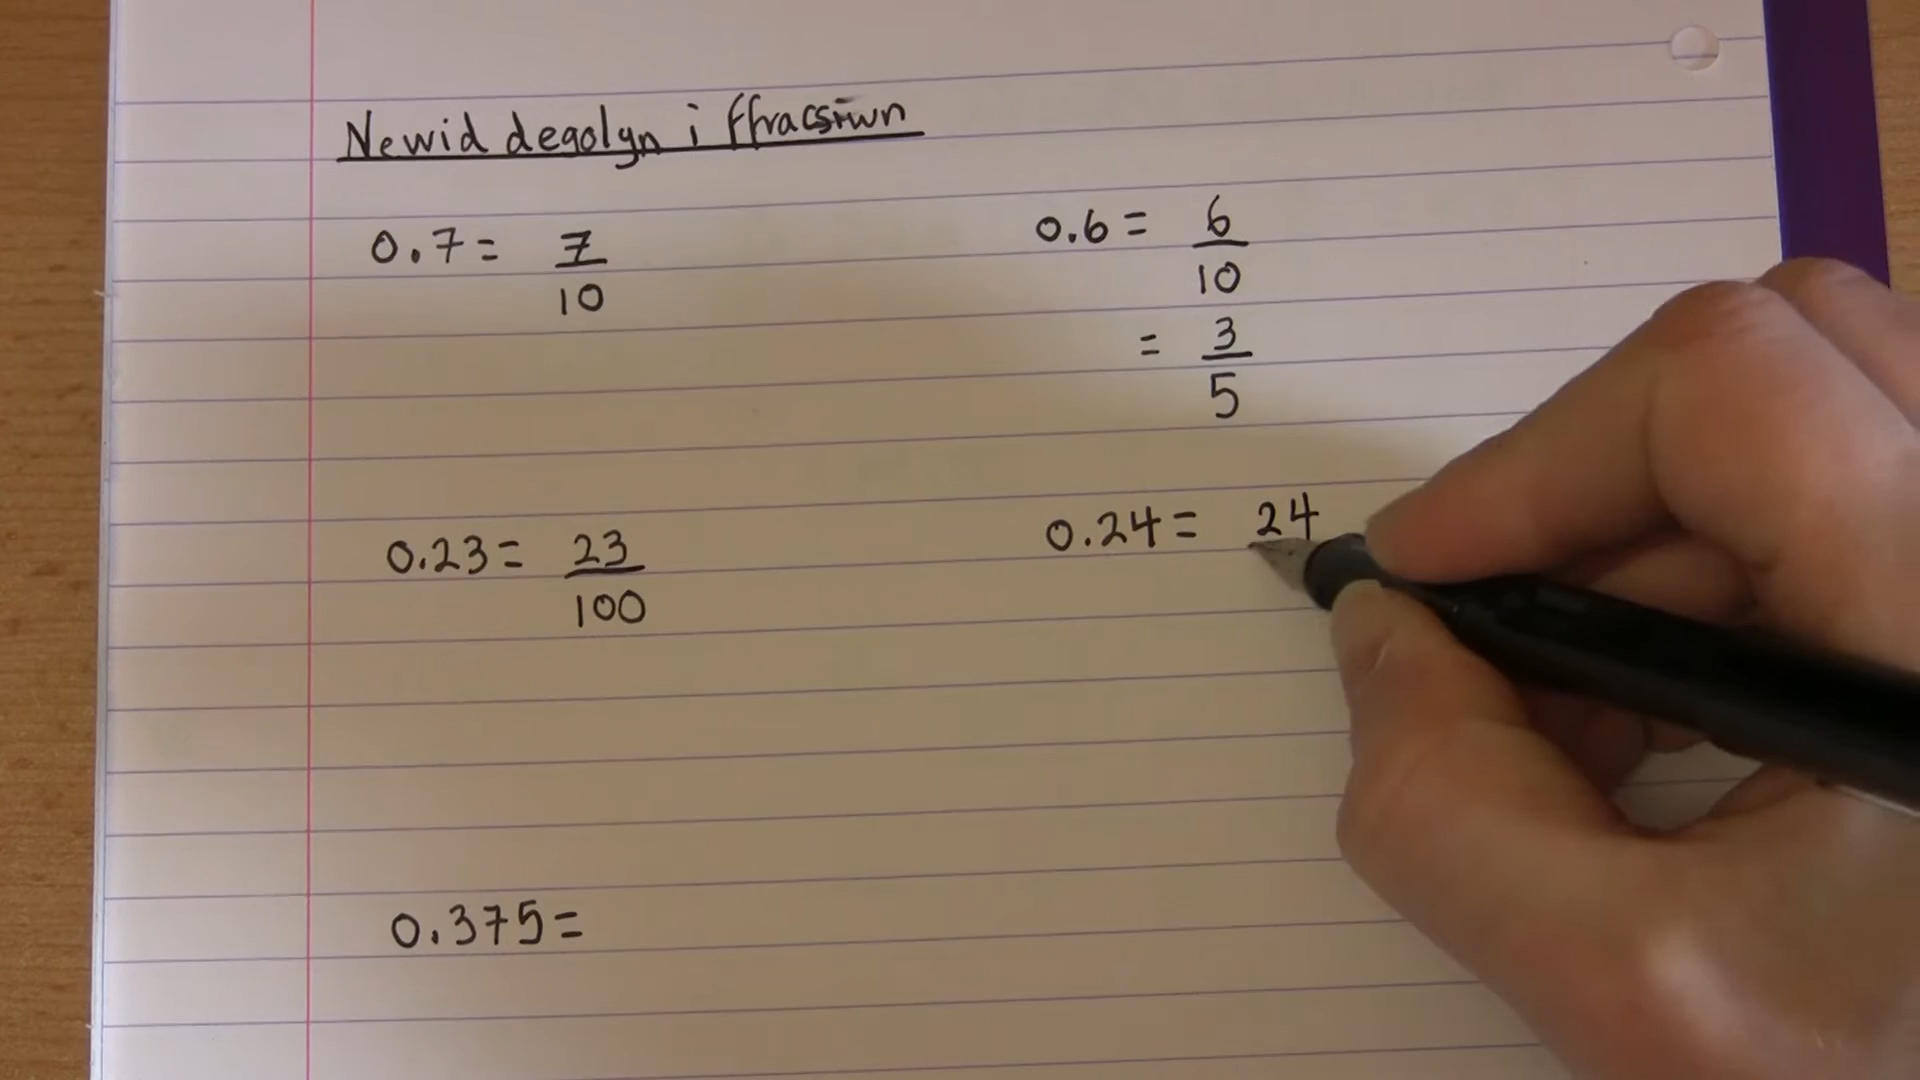 Newid degolyn i ffracsiwn
0.7 = 7/10
0.6 = 6/10
= 3/5
0.23 = 23/100
0.24 = 24
0.375 =